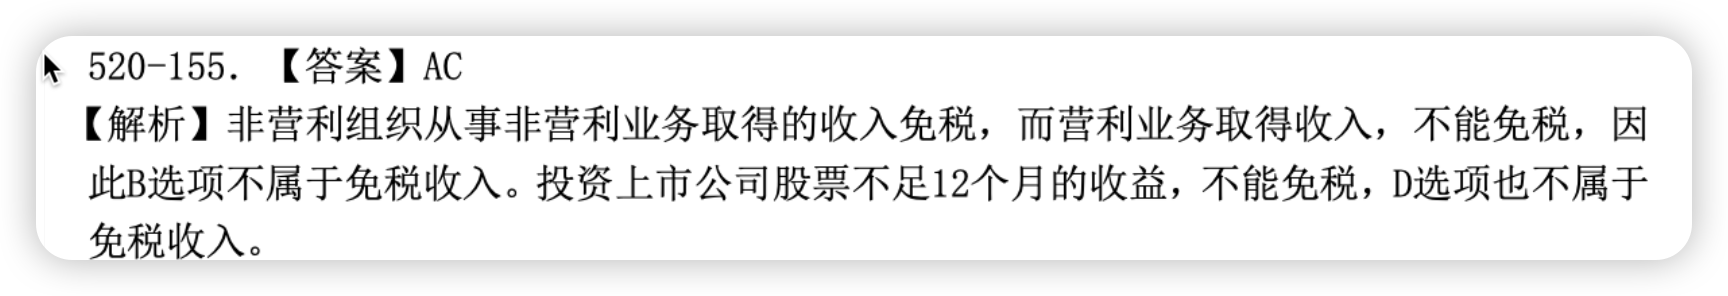 520-155. 【答案】AC
【解析】非营利组织从事非营利业务取得的收入免税，而营利业务取得收入，不能免税，因
此B选项不属于免税收入。投资上市公司股票不足12个月的收益，不能免税，D选项也不属于
免税收入。